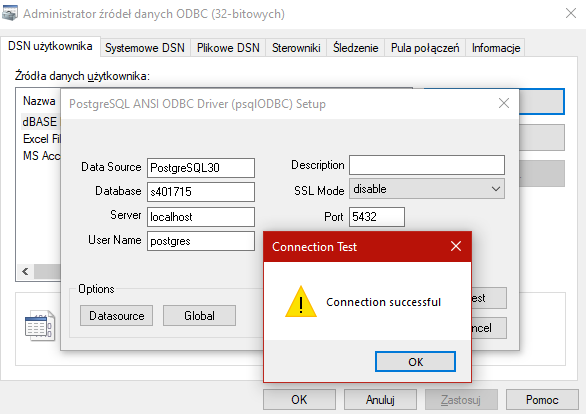 Administrator źródeł danych ODBC (32-bitowych)
DSN użytkownika Systemowe DSN Plikowe DSN Sterowniki Śledzenie Pula połączeń Informacje
Źródła danych użytkownika:
Nazwa
dBASE
Excel Fil
MS Acc
PostgreSQL ANSI ODBC Driver (psqlODBC) Setup
Data Source PostgreSQL30 Description
Database s401715 SSL Mode disable
Server localhost Port 5432
User Name postgres
Options
Datasource Global
Connection Test
Connection successful
OK
est
ncel
OK Anuluj Zastosuj Pomoc